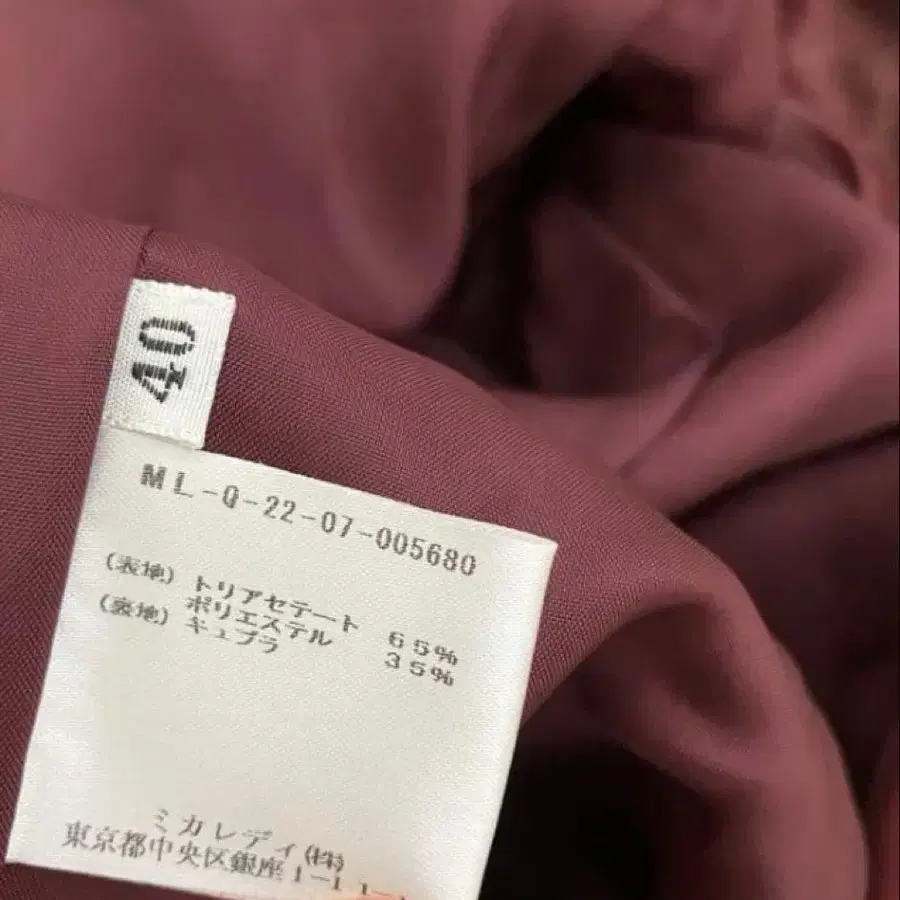 40
ML-Q-22-07-005680
(表地) トリアセテート 65%
ポリエステル 35%
(裏地) キュプラ
ミカレディ(株)
東京都中央区銀座1-1